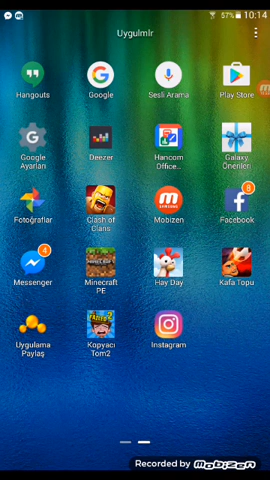 57% 10:14
Uygulmlr
Hangouts
Google
Sesli Arama
Play Store
Google
Ayarları
Deezer
Hancom
Office...
Galaxy
Önerileri
Fotoğraflar
Clash of
Clans
Mobizen
8
Facebook
4
Messenger
Minecraft
PE
Hay Day
Kafa Topu
Uygulama
Paylaş
Kopyacı
Tom2
Instagram
Recorded by mobizen